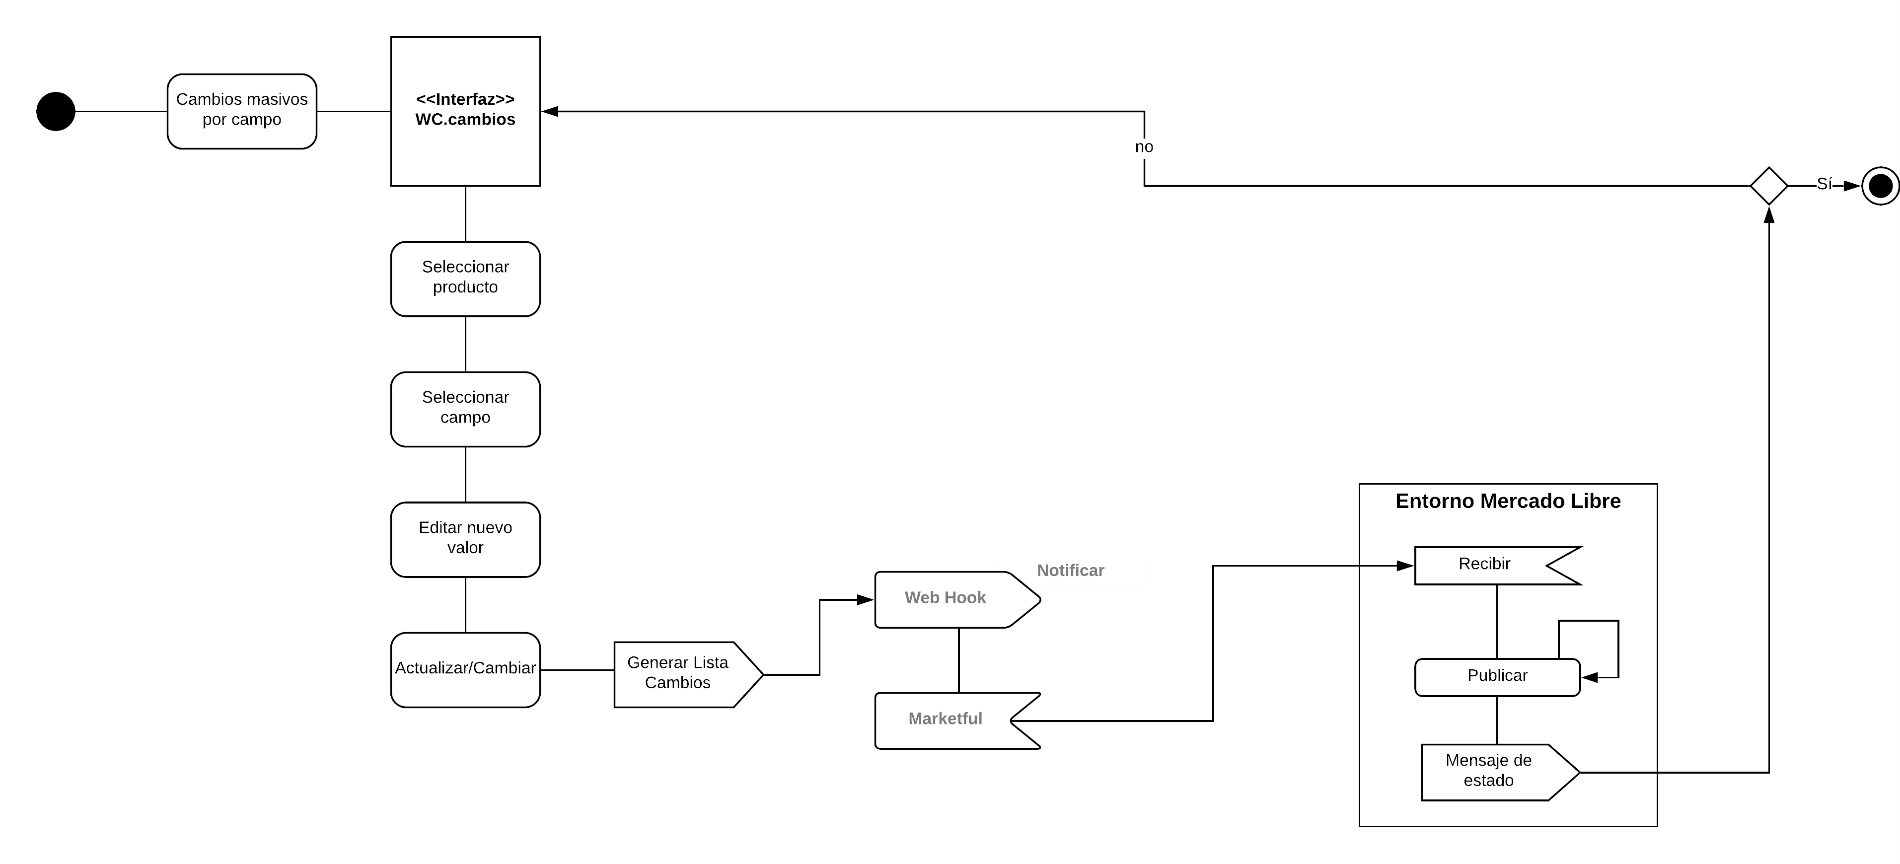 Cambios masivos
por campo
<<Interfaz>>
WC.cambios
no
Sí
Seleccionar
producto
Seleccionar
campo
Editar nuevo
valor
Actualizar/Cambiar
Generar Lista
Cambios
Web Hook
Notificar
Marketful
Entorno Mercado Libre
Recibir
Publicar
Mensaje de
estado